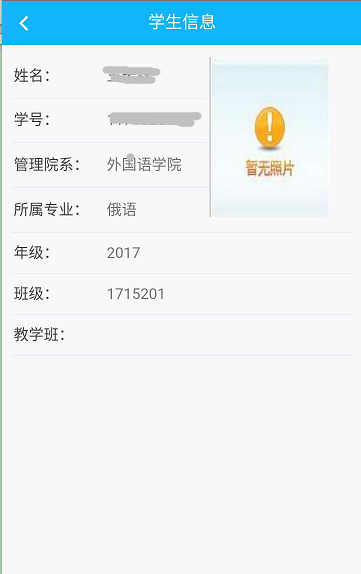 学生信息
姓名：
学号：
管理院系： 外国语学院
所属专业： 俄语
暂无照片
年级： 2017
班级： 1715201
教学班：